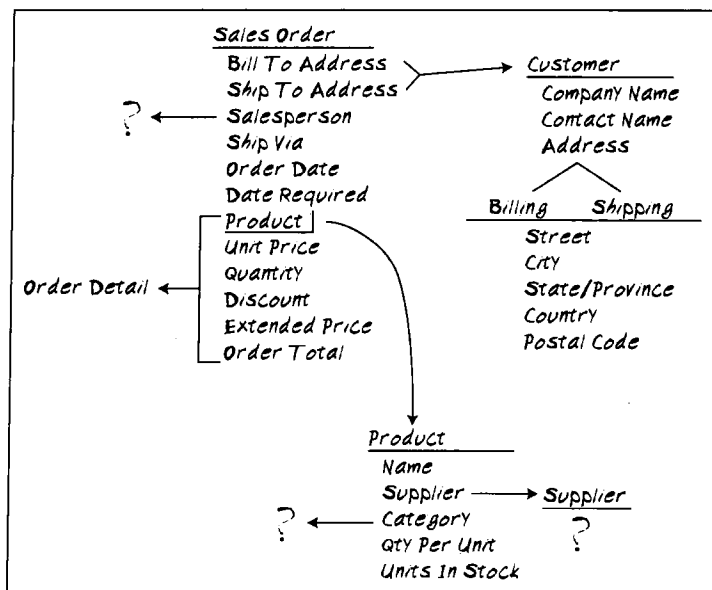 Sales Order
Bill To Address
Ship To Address
Salesperson
?
Ship Via
Order Date
Date Required
Product
Unit Price
Quantity
Discount
Extended Price
Order Total
Order Detail
Customer
Company Name
Contact Name
Address
Billing Shipping
Street
City
State/Province
Country
Postal Code
Product
Name
Supplier
Category
Qty Per Unit
Units In Stock
?
Supplier
?